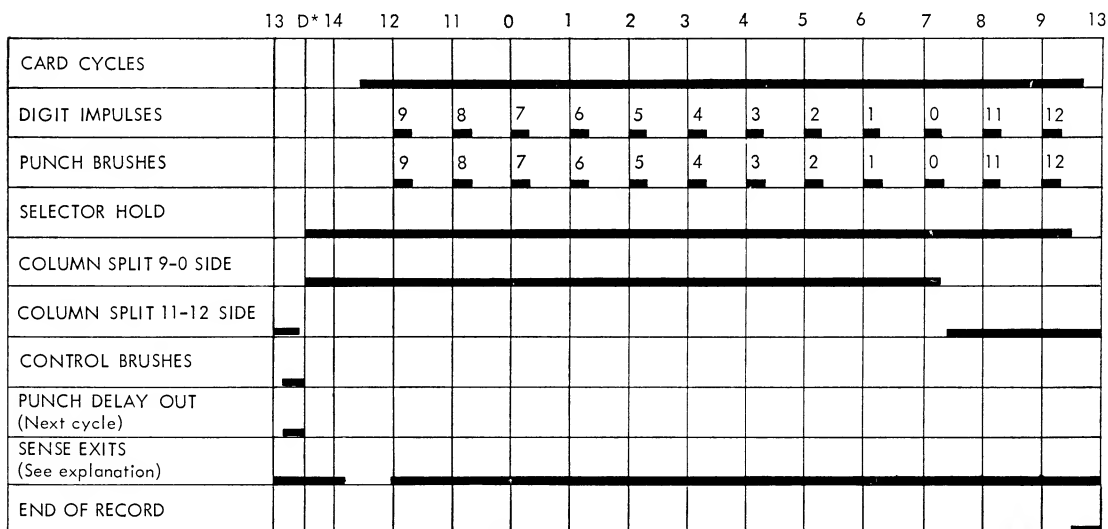 13 D* 14 12 11 0 1 2 3 4 5 6 7 8 9 13
CARD CYCLES
DIGIT IMPULSES 9 8 7 6 5 4 3 2 1 0 11 12
PUNCH BRUSHES 9 8 7 6 5 4 3 2 1 0 11 12
SELECTOR HOLD
COLUMN SPLIT 9-0 SIDE
COLUMN SPLIT 11-12 SIDE
CONTROL BRUSHES
PUNCH DELAY OUT
(Next cycle)
SENSE EXITS
(See explanation)
END OF RECORD